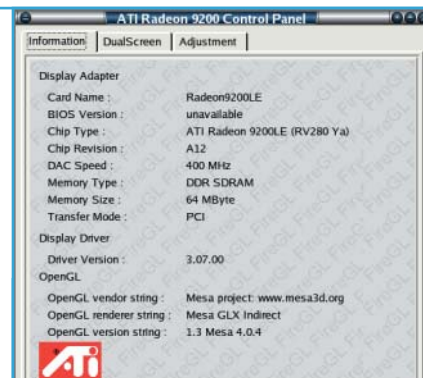 ATI Radeon 9200 Control Panel
Information DualScreen Adjustment
Display Adapter
Card Name : Radeon9200LE
BIOS Version : unavailable
Chip Type : ATI Radeon 9200LE (RV280 Ya)
Chip Revision : A12
DAC Speed : 400 MHz
Memory Type : DDR SDRAM
Memory Size : 64 MByte
Transfer Mode : PCI
Display Driver
Driver Version : 3.07.00
OpenGL
OpenGL vendor string : Mesa project: www.mesa3d.org
OpenGL renderer string : Mesa GLX Indirect
OpenGL version string : 1.3 Mesa 4.0.4
ATi